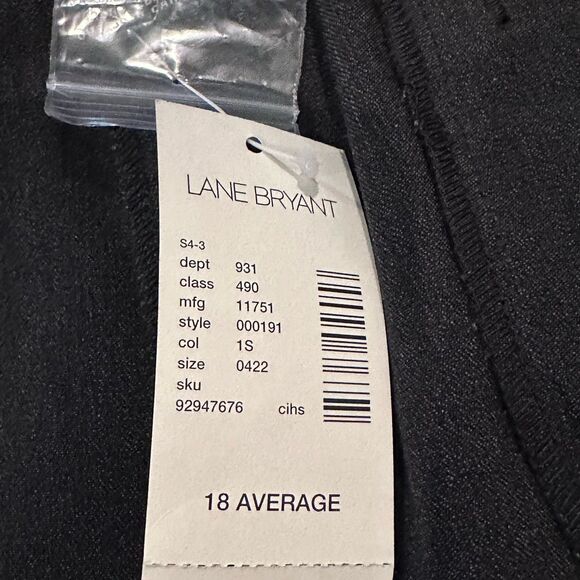 LANE BRYANT
S4-3
dept 931
class 490
mfg 11751
style 000191
col 1S
size 0422
sku
92947676 cihs
18 AVERAGE